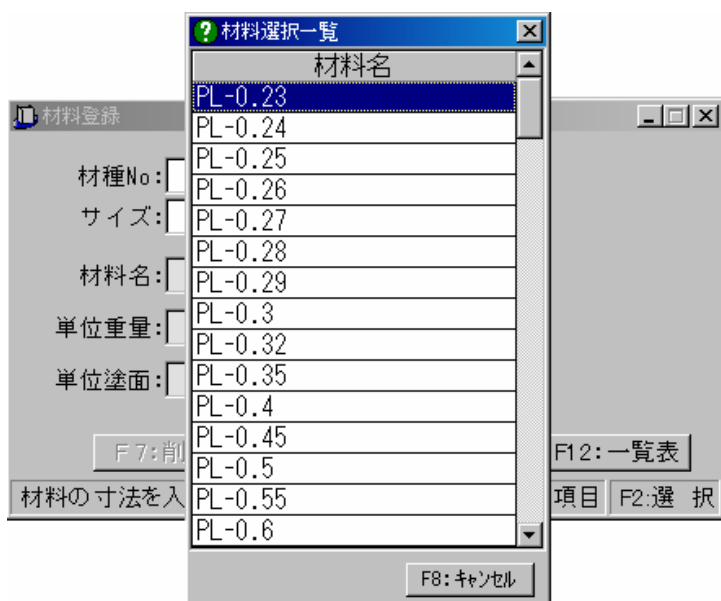 材料選択一覧
材料名
PL-0.23
PL-0.24
PL-0.25
PL-0.26
PL-0.27
PL-0.28
PL-0.29
PL-0.3
PL-0.32
PL-0.35
PL-0.4
PL-0.45
PL-0.5
PL-0.55
PL-0.6
F8:キャンセル
材料登録
材種No:
サイズ:
材料名:
単位重量:
単位塗面:
F7:削
F12:一覧表
材料の寸法を入
項目 F2:選 択